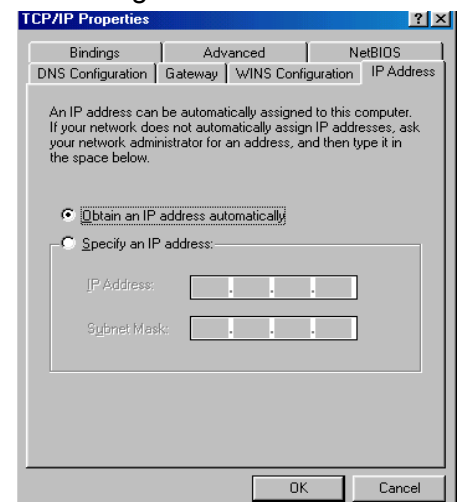 TCP/IP Properties
? ×
Bindings Advanced NetBIOS
DNS Configuration Gateway WINS Configuration IP Address
An IP address can be automatically assigned to this computer.
If your network does not automatically assign IP addresses, ask
your network administrator for an address, and then type it in
the space below.
Obtain an IP address automatically
Specify an IP address:
IP Address:
. . .
Subnet Mask:
. . .
OK Cancel